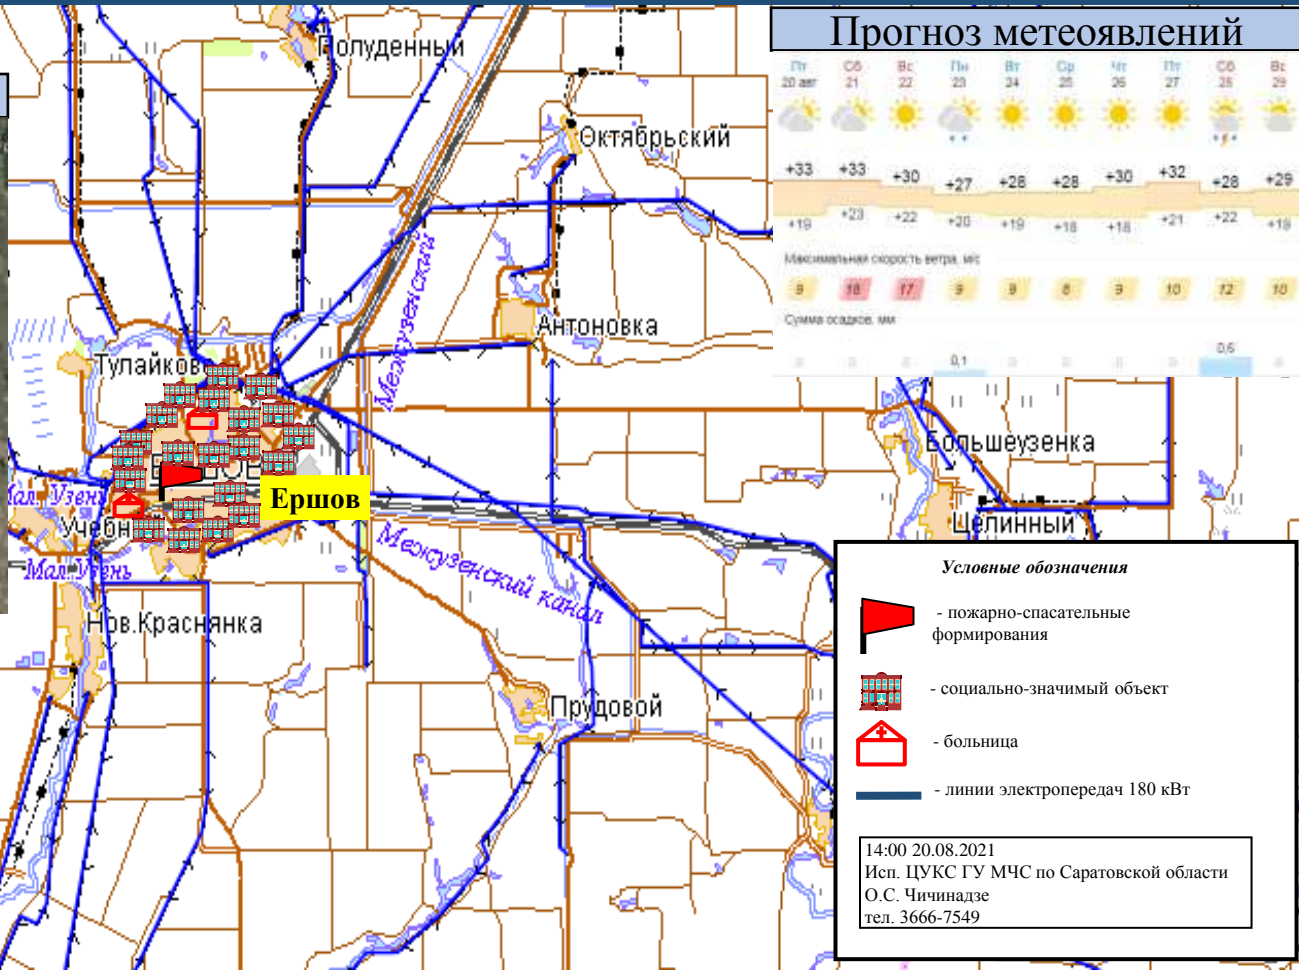 Прогноз метеоявлений
Пт Сб Вс Пн Вт Ср Чт Пт Сб Вс
20 авг 21 22 23 24 25 26 27 28 29
+33 +33 +30 +27 +28 +28 +30 +32 +28 +29
+19 +23 +22 +20 +19 +18 +18 +21 +22 +19
Максимальная скорость ветра, м/с
9 18 17 9 9 8 9 10 12 10
Сумма осадков, мм
0,1 0,6
Полуденный
Октябрьский
Межузенский
Антоновка
Тулайково
Большеузенка
Ершов
Мал. Узень
Целинный
Межузенский канал
Мал. Узень
Нов.Краснянка
Прудовой
Условные обозначения
- пожарно-спасательные
формирования
- социально-значимый объект
- больница
- линии электропередач 180 кВт
14:00 20.08.2021
Исп. ЦУКС ГУ МЧС по Саратовской области
О.С. Чичинадзе
тел. 3666-7549